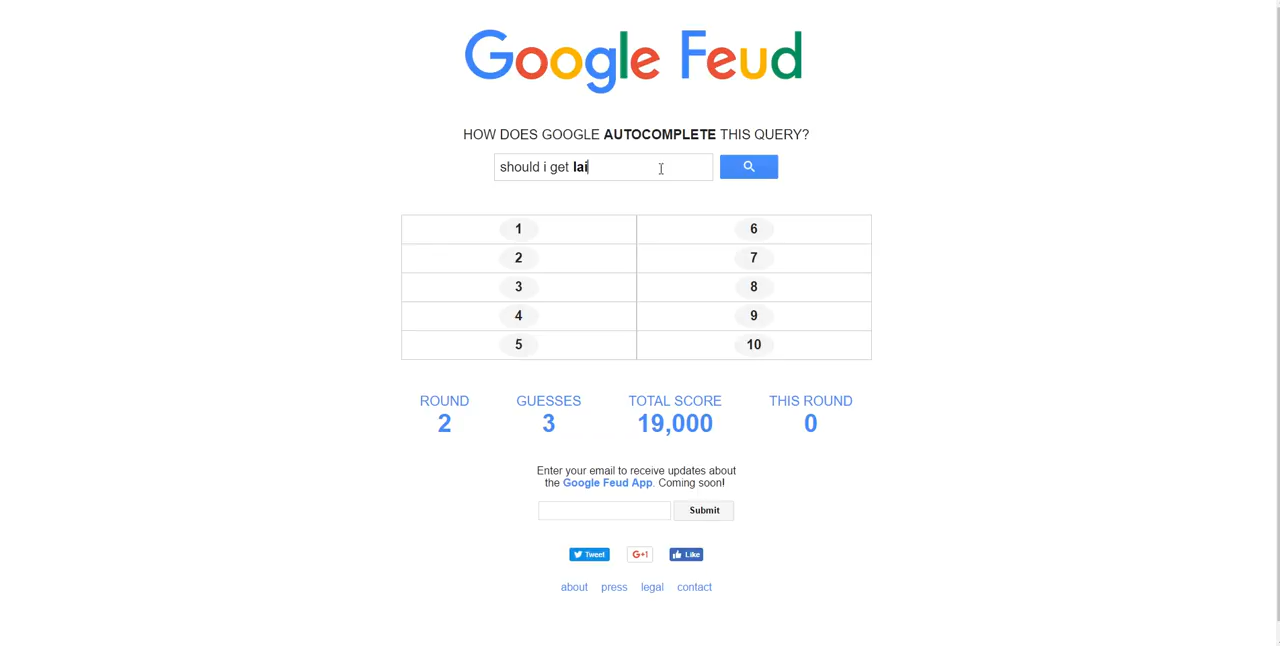 Google Feud
HOW DOES GOOGLE AUTOCOMPLETE THIS QUERY?
should i get lai
1 6
2 7
3 8
4 9
5 10
ROUND GUESSES TOTAL SCORE THIS ROUND
2 3 19,000 0
Enter your email to receive updates about
the Google Feud App. Coming soon!
Submit
Tweet G+1 Like
about press legal contact